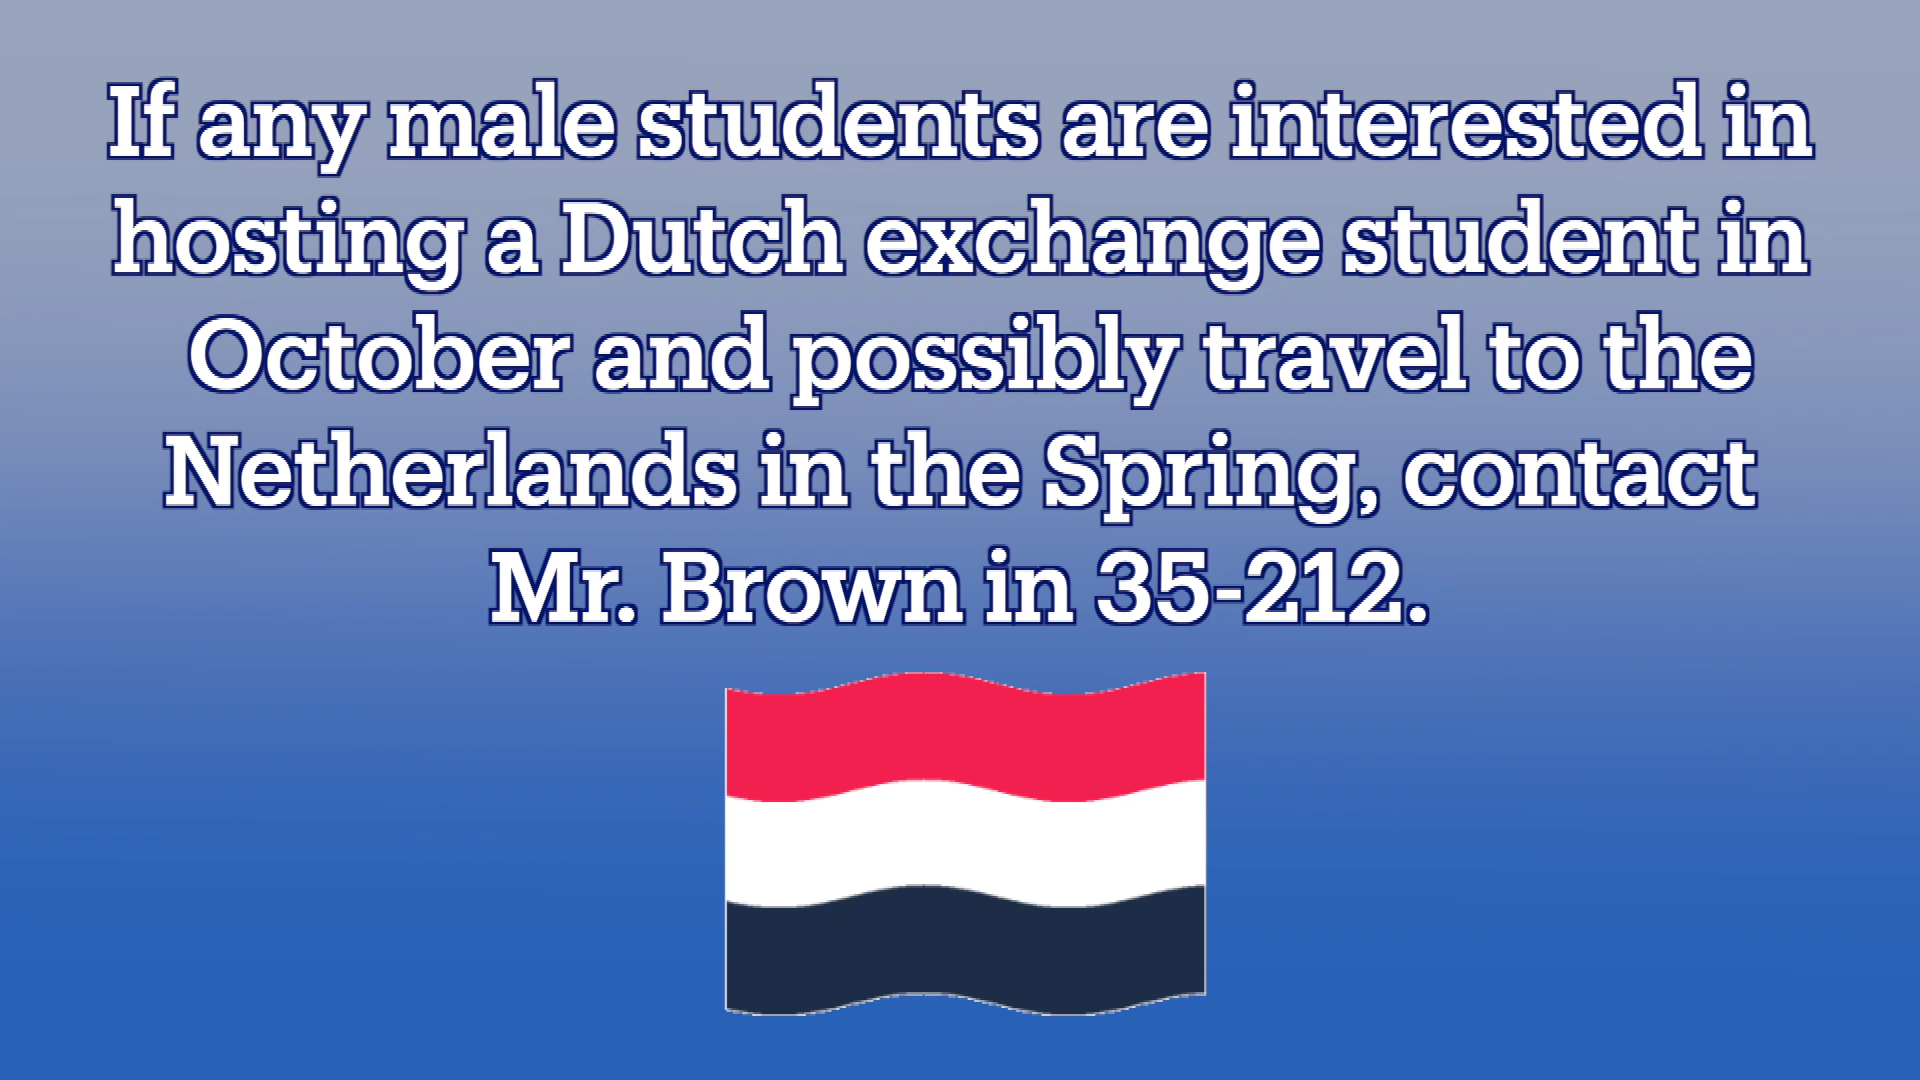 If any male students are interested in
hosting a Dutch exchange student in
October and possibly travel to the
Netherlands in the Spring, contact
Mr. Brown in 35-212.